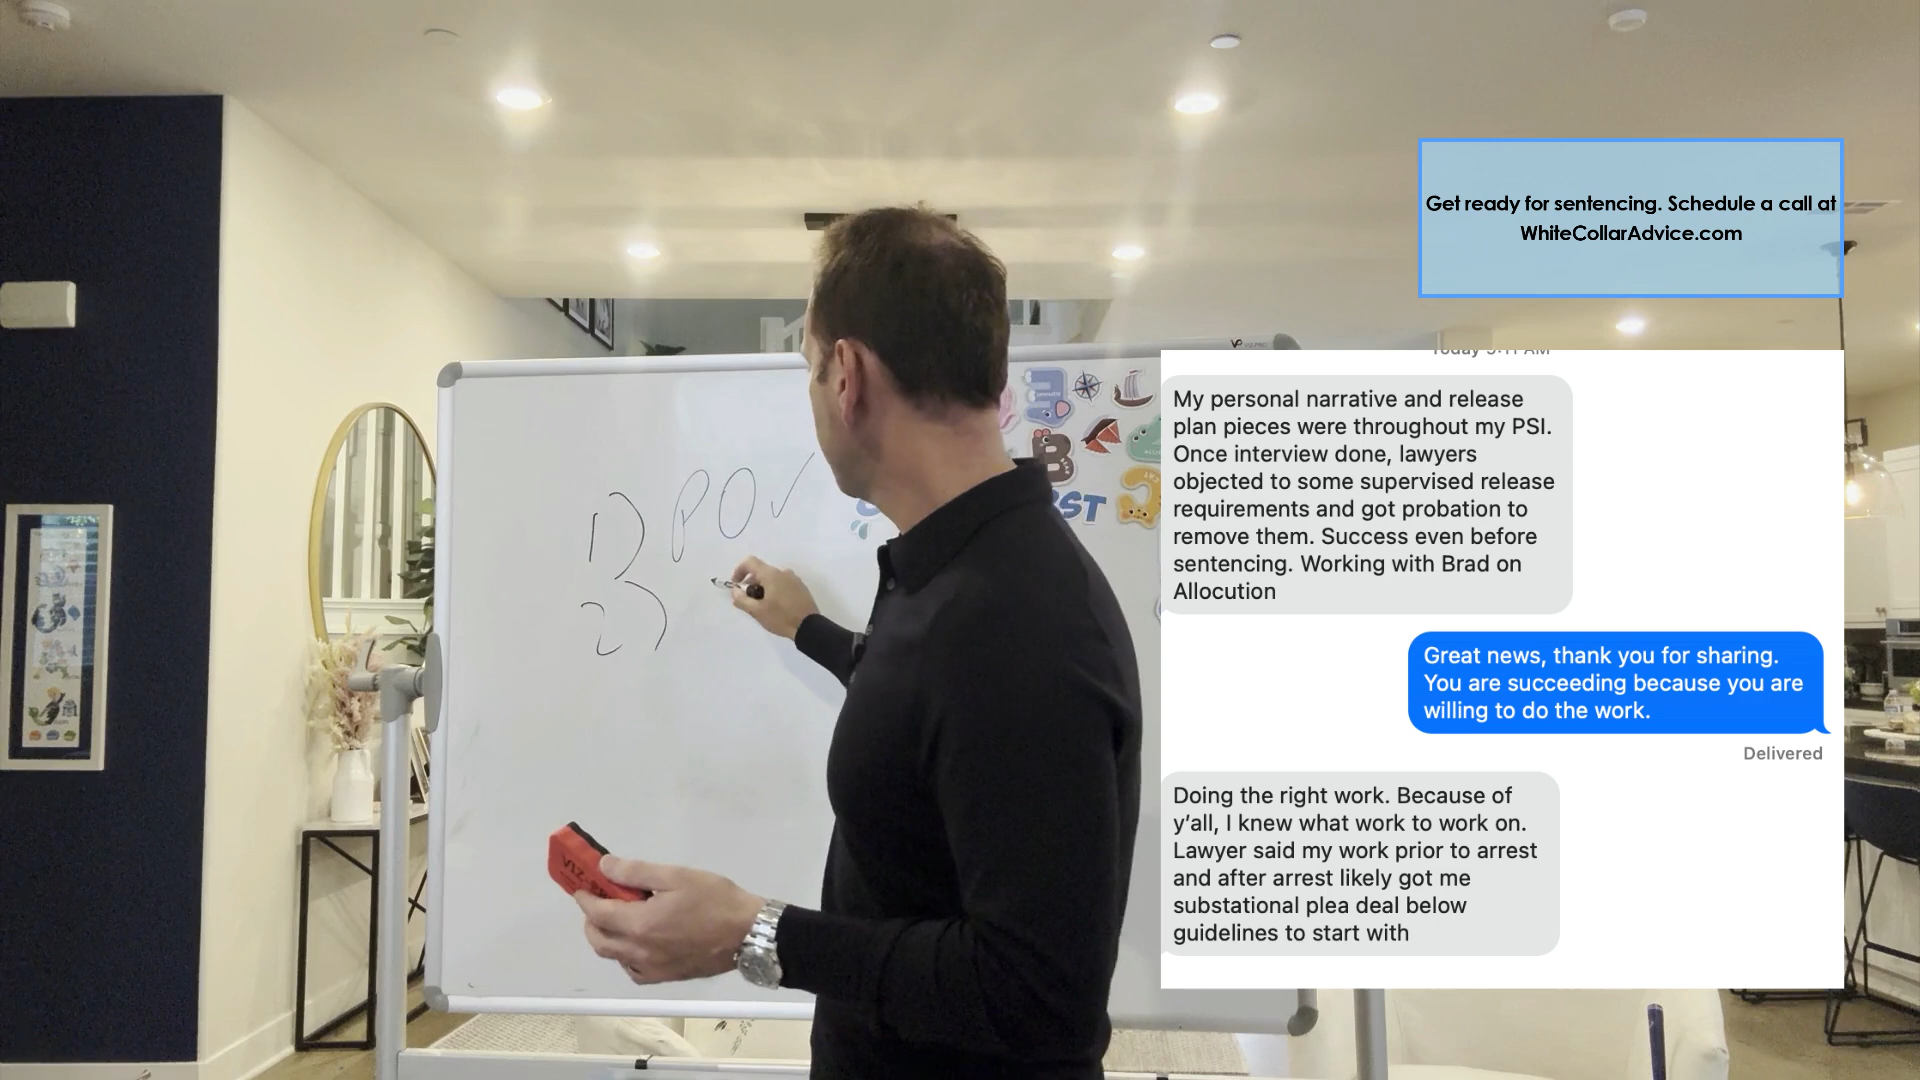 Get ready for sentencing. Schedule a call at
WhiteCollarAdvice.com
My personal narrative and release
plan pieces were throughout my PSI.
Once interview done, lawyers
objected to some supervised release
requirements and got probation to
remove them. Success even before
sentencing. Working with Brad on
Allocution
Great news, thank you for sharing.
You are succeeding because you are
willing to do the work.
Delivered
Doing the right work. Because of
y'all, I knew what work to work on.
Lawyer said my work prior to arrest
and after arrest likely got me
substational plea deal below
guidelines to start with
1) PO ✓
2)